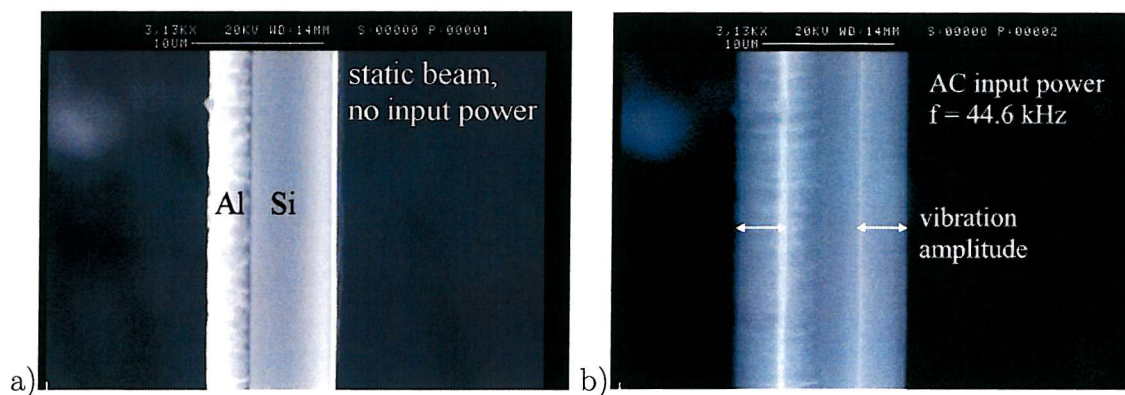 3,13KX 20KV WD:14MM S:00000 P:00001
10UM
static beam,
no input power
Al Si
a)
3,13KX 20KV WD:14MM S:00000 P:00002
10UM
AC input power
f = 44.6 kHz
vibration
amplitude
b)